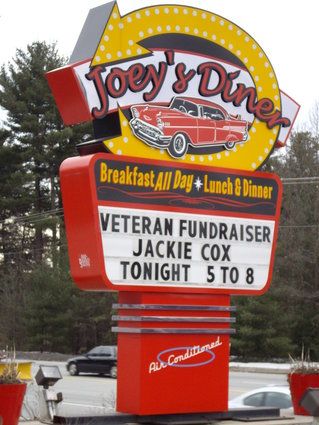 Joey's Diner
Breakfast All Day Lunch & Dinner
VETERAN FUNDRAISER
JACKIE COX
TONIGHT 5 TO 8
Air Conditioned